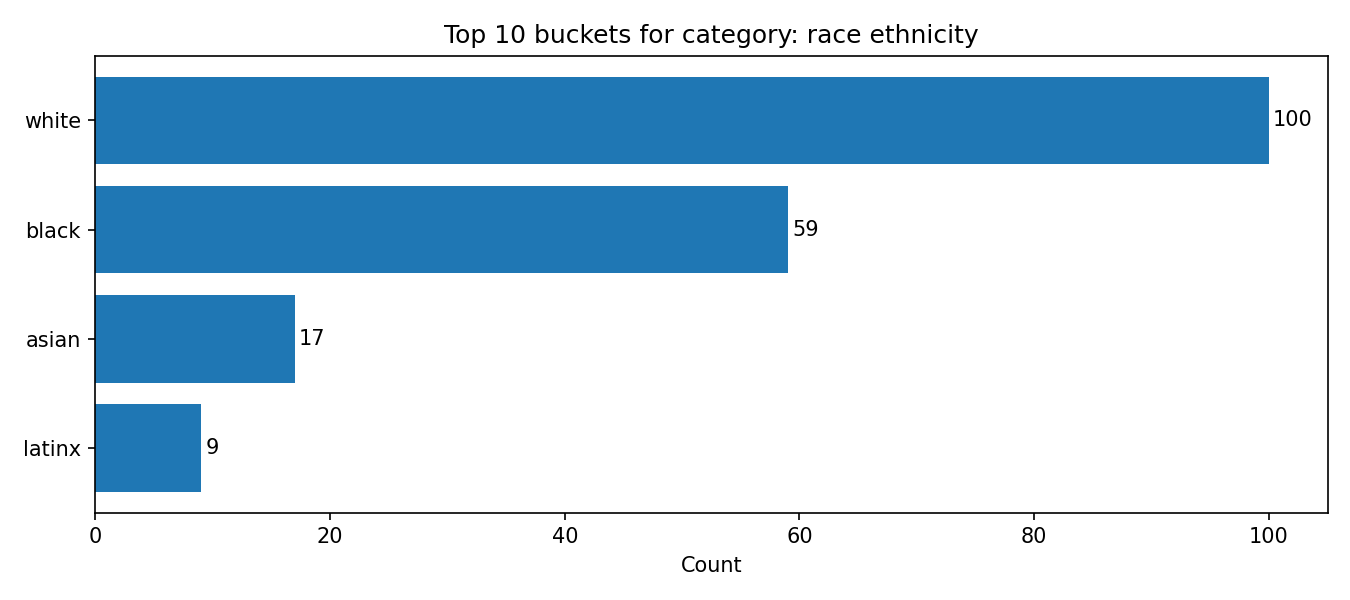 Top 10 buckets for category: race ethnicity
white 100
black 59
asian 17
latinx 9
0 20 40 60 80 100
Count